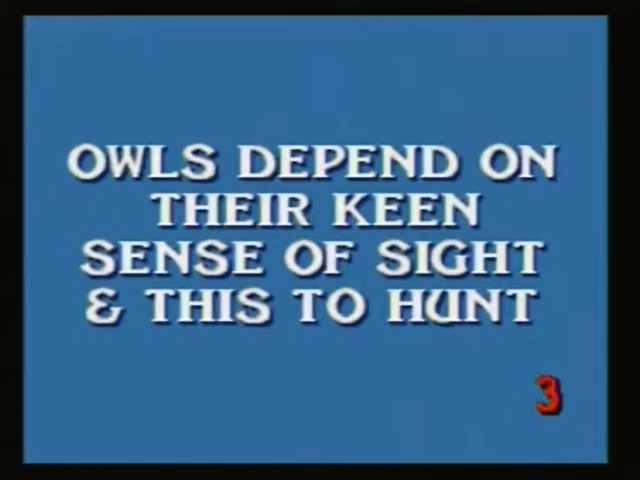 OWLS DEPEND ON
THEIR KEEN
SENSE OF SIGHT
& THIS TO HUNT
3